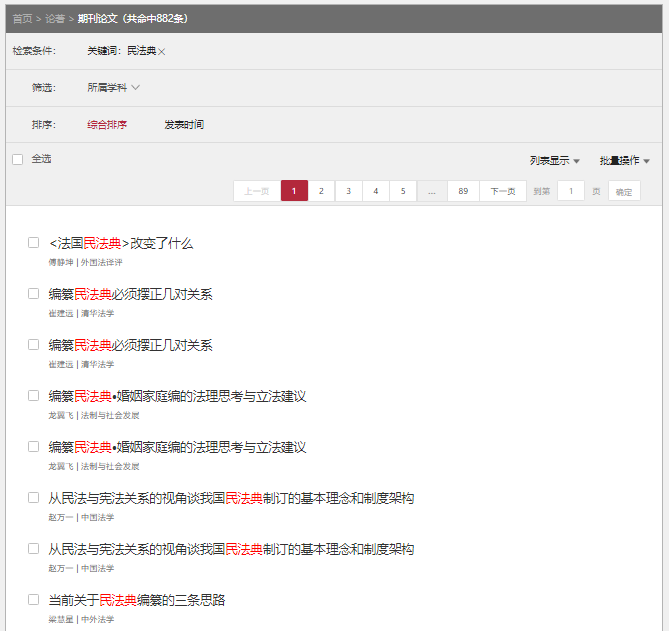 首页 > 论著 > 期刊论文（共命中882条）
检索条件： 关键词：民法典×
筛选： 所属学科
排序： 综合排序 发表时间
全选
列表显示 批量操作
上一页 1 2 3 4 5 ... 89 下一页 到第 1 页 确定
<法国民法典>改变了什么
傅静坤 | 外国法译评
编纂民法典必须摆正几对关系
崔建远 | 清华法学
编纂民法典必须摆正几对关系
崔建远 | 清华法学
编纂民法典•婚姻家庭编的法理思考与立法建议
龙翼飞 | 法制与社会发展
编纂民法典•婚姻家庭编的法理思考与立法建议
龙翼飞 | 法制与社会发展
从民法与宪法关系的视角谈我国民法典制订的基本理念和制度架构
赵万一 | 中国法学
从民法与宪法关系的视角谈我国民法典制订的基本理念和制度架构
赵万一 | 中国法学
当前关于民法典编纂的三条思路
梁慧星 | 中外法学